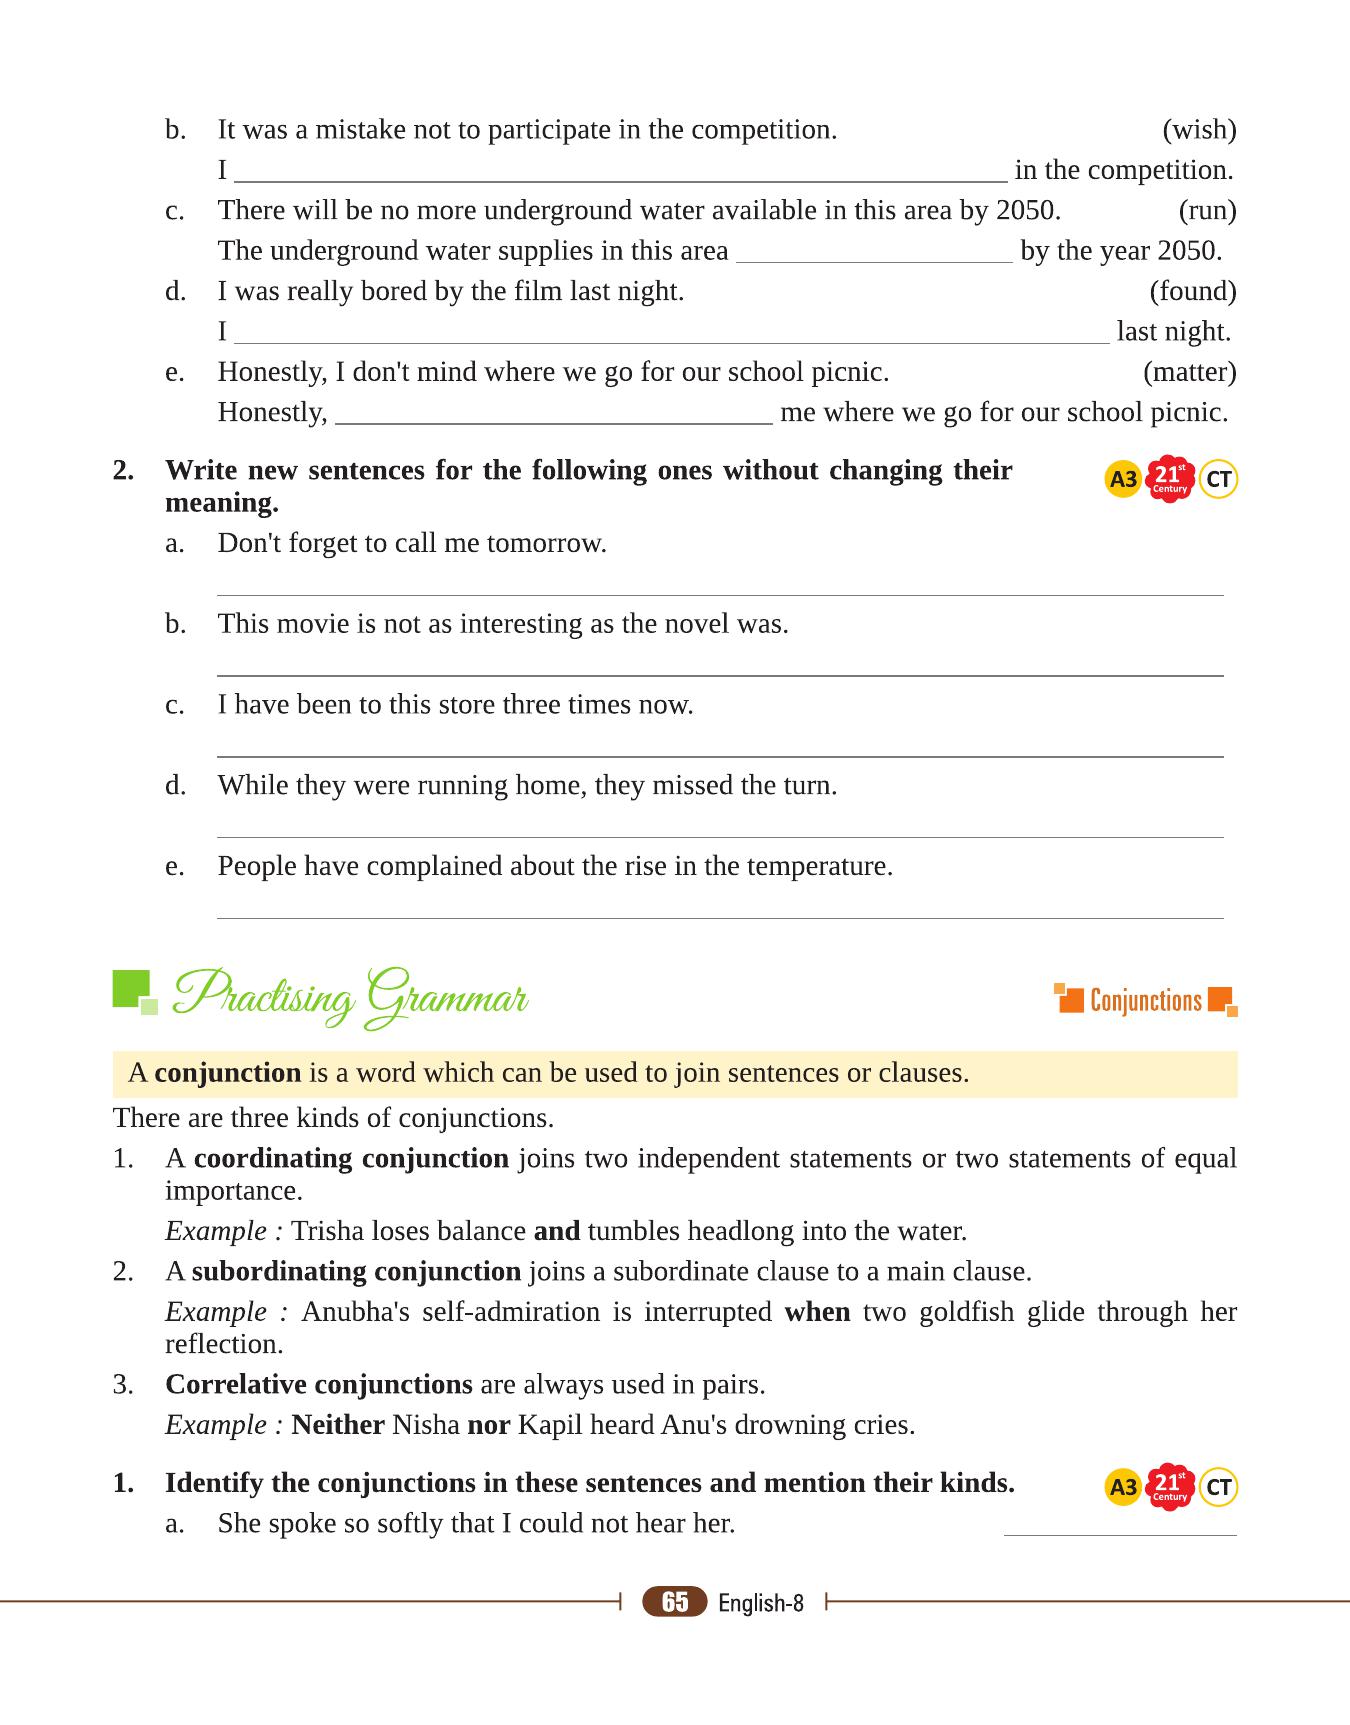 b. It was a mistake not to participate in the competition. (wish)
I ______ in the competition.
c. There will be no more underground water available in this area by 2050. (run)
The underground water supplies in this area ______ by the year 2050.
d. I was really bored by the film last night. (found)
I ______ last night.
e. Honestly, I don't mind where we go for our school picnic. (matter)
Honestly, ______ me where we go for our school picnic.
2. Write new sentences for the following ones without changing their
meaning.
A3 21st Century CT
a. Don't forget to call me tomorrow.
b. This movie is not as interesting as the novel was.
c. I have been to this store three times now.
d. While they were running home, they missed the turn.
e. People have complained about the rise in the temperature.
Practising Grammar
Conjunctions
A conjunction is a word which can be used to join sentences or clauses.
There are three kinds of conjunctions.
1. A coordinating conjunction joins two independent statements or two statements of equal
importance.
Example : Trisha loses balance and tumbles headlong into the water.
2. A subordinating conjunction joins a subordinate clause to a main clause.
Example : Anubha's self-admiration is interrupted when two goldfish glide through her
reflection.
3. Correlative conjunctions are always used in pairs.
Example : Neither Nisha nor Kapil heard Anu's drowning cries.
1. Identify the conjunctions in these sentences and mention their kinds.
A3 21st Century CT
a. She spoke so softly that I could not hear her. ______
65 English-8